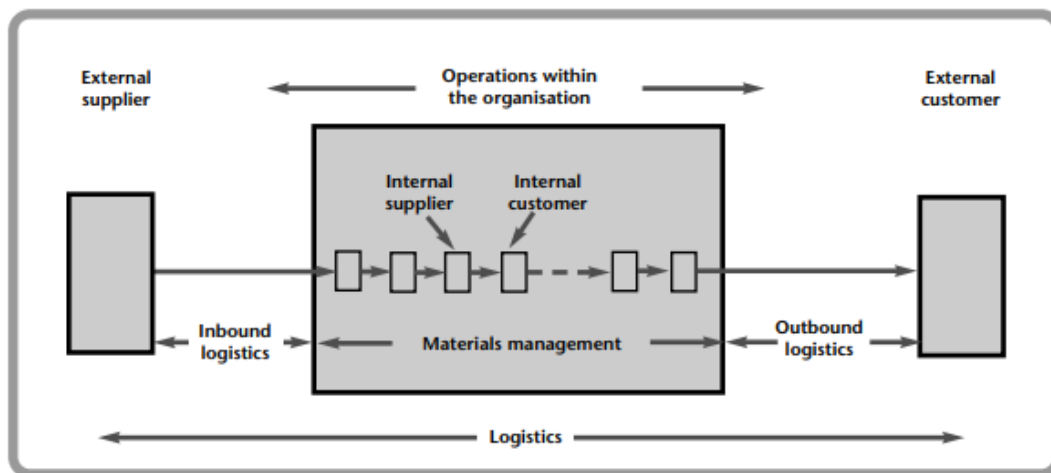 External
supplier
Operations within
the organisation
External
customer
Internal
supplier
Internal
customer
Inbound
logistics
Materials management
Outbound
logistics
Logistics